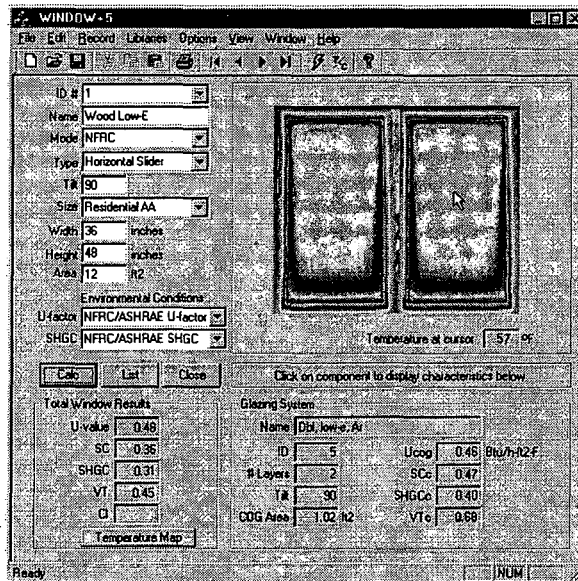 WINDOW+5
File Edit Record Libraries Options View Window Help
ID # 1
Name Wood Low-E
Mode NFRC
Type Horizontal Slider
Tilt 90
Size Residential AA
Width 36 inches
Height 48 inches
Area 12 ft2
Environmental Conditions
U-factor NFRC/ASHRAE U-factor
SHGC NFRC/ASHRAE SHGC
Temperature at cursor 57 ºF
Calc List Close
Click on component to display characteristics below
Total Window Results
U-value 0.48
SC 0.36
SHGC 0.31
VT 0.45
CI
Temperature Map
Glazing System
Name Dbl, low-e, Ar
ID 5
# Layers 2
Tilt 90
COG Area 1.02 ft2
Ucog 0.46 Btu/h-ft2-F
SCc 0.47
SHGCc 0.40
VTc 0.68
Ready NUM